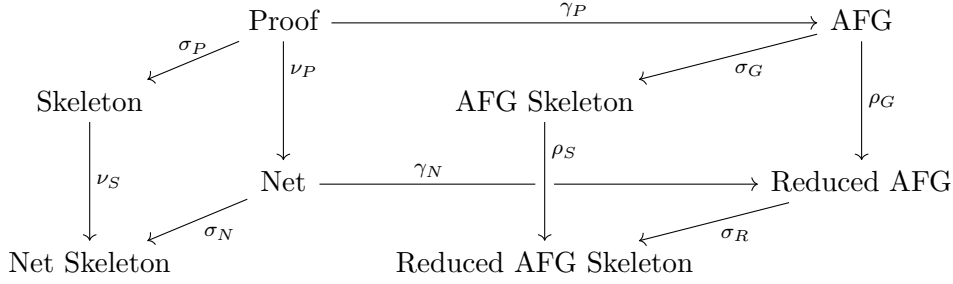 Proof γ_P AFG
σ_P ν_P σ_G
Skeleton AFG Skeleton ρ_G
ν_S γ_N ρ_S
Net Reduced AFG
σ_N σ_R
Net Skeleton Reduced AFG Skeleton